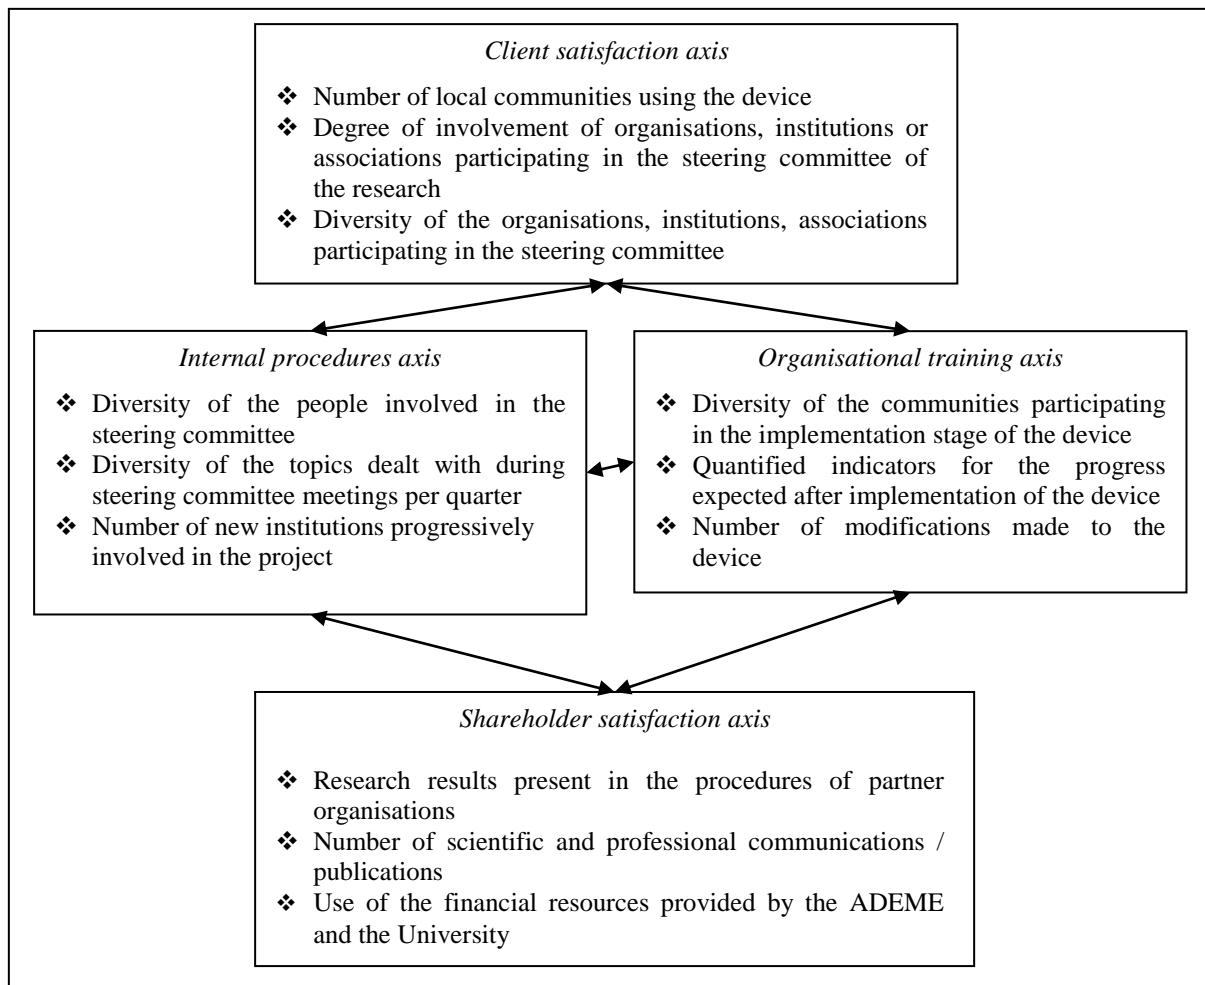 Client satisfaction axis
❖ Number of local communities using the device
❖ Degree of involvement of organisations, institutions or
associations participating in the steering committee of
the research
❖ Diversity of the organisations, institutions, associations
participating in the steering committee
Internal procedures axis
❖ Diversity of the people involved in the
steering committee
❖ Diversity of the topics dealt with during
steering committee meetings per quarter
❖ Number of new institutions progressively
involved in the project
Organisational training axis
❖ Diversity of the communities participating
in the implementation stage of the device
❖ Quantified indicators for the progress
expected after implementation of the device
❖ Number of modifications made to the
device
Shareholder satisfaction axis
❖ Research results present in the procedures of partner
organisations
❖ Number of scientific and professional communications /
publications
❖ Use of the financial resources provided by the ADEME
and the University